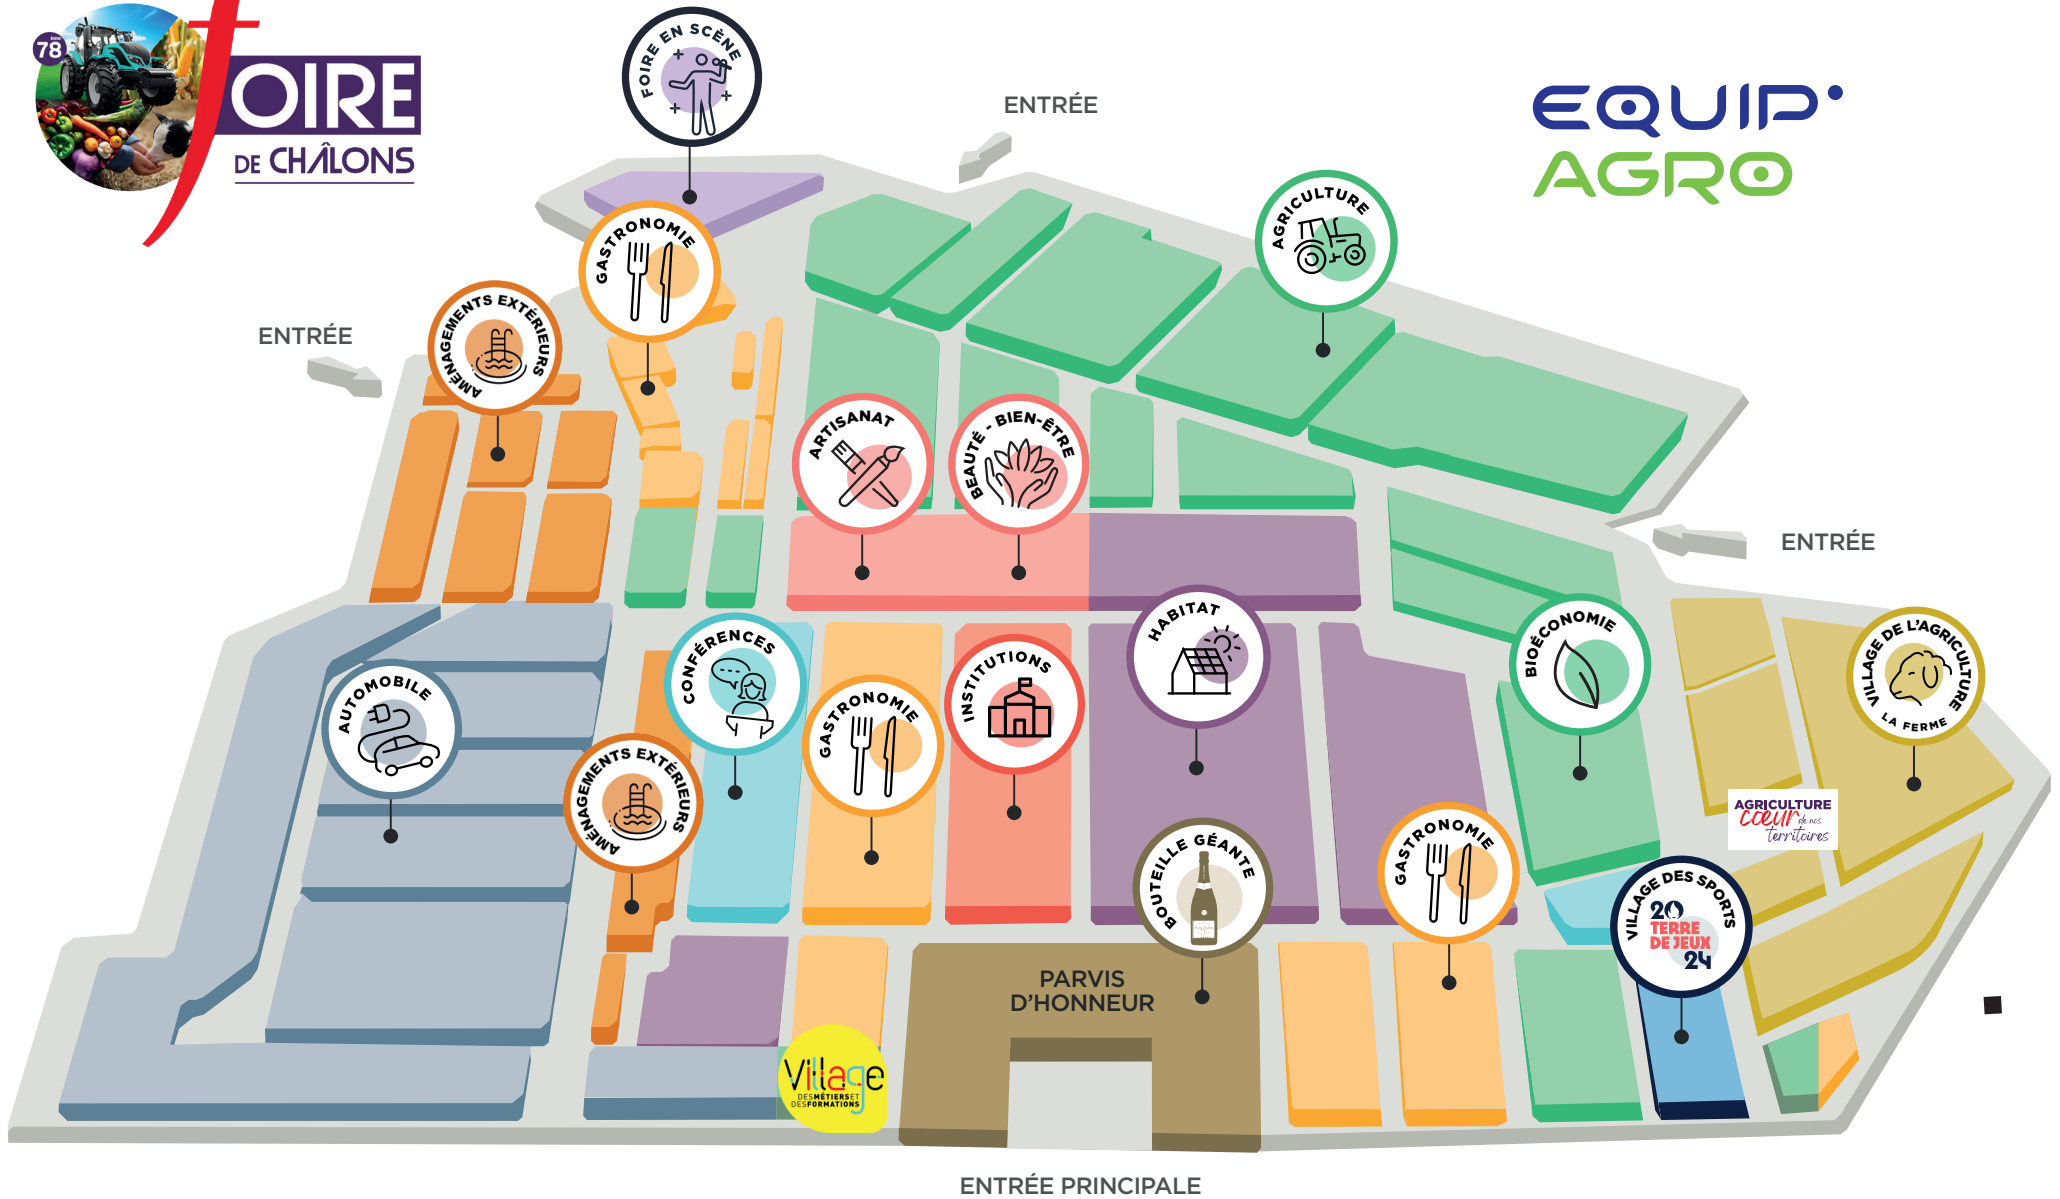 78 ème
fOIRE
DE CHÂLONS
FOIRE EN SCÈNE
ENTRÉE
EQUIP'
AGRO
AGRICULTURE
GASTRONOMIE
AMÉNAGEMENTS EXTÉRIEURS
ENTRÉE
ARTISANAT
BEAUTÉ - BIEN-ÊTRE
ENTRÉE
HABITAT
BIOÉCONOMIE
VILLAGE DE L'AGRICULTURE
LA FERME
CONFÉRENCES
INSTITUTIONS
AUTOMOBILE
GASTRONOMIE
AMÉNAGEMENTS EXTÉRIEURS
AGRICULTURE
cœur de nos
territoires
BOUTEILLE GÉANTE
GASTRONOMIE
VILLAGE DES SPORTS
20
TERRE
DE JEUX
24
PARVIS
D'HONNEUR
Village
DES MÉTIERS ET
DES FORMATIONS
ENTRÉE PRINCIPALE